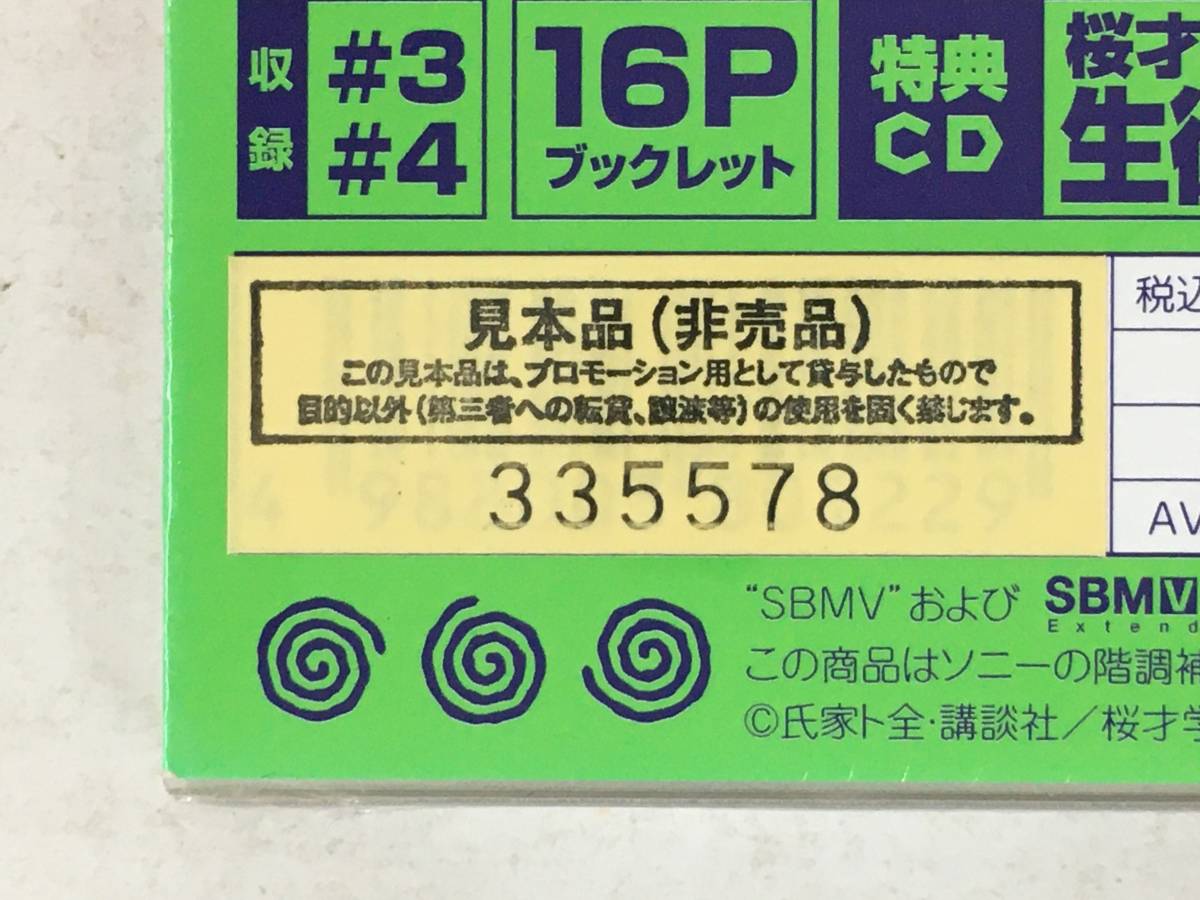 収録
#3
#4
16P
ブックレット
特典
CD
桜才
生徒
見本品(非売品)
この見本品は、プロモーション用として貸与したもので
目的以外(第三者への転貸、譲渡等)の使用を固く禁じます。
335578
税込
AV
"SBMV"および SBMV
Extend
この商品はソニーの階調補
©氏家ト全・講談社／桜才学